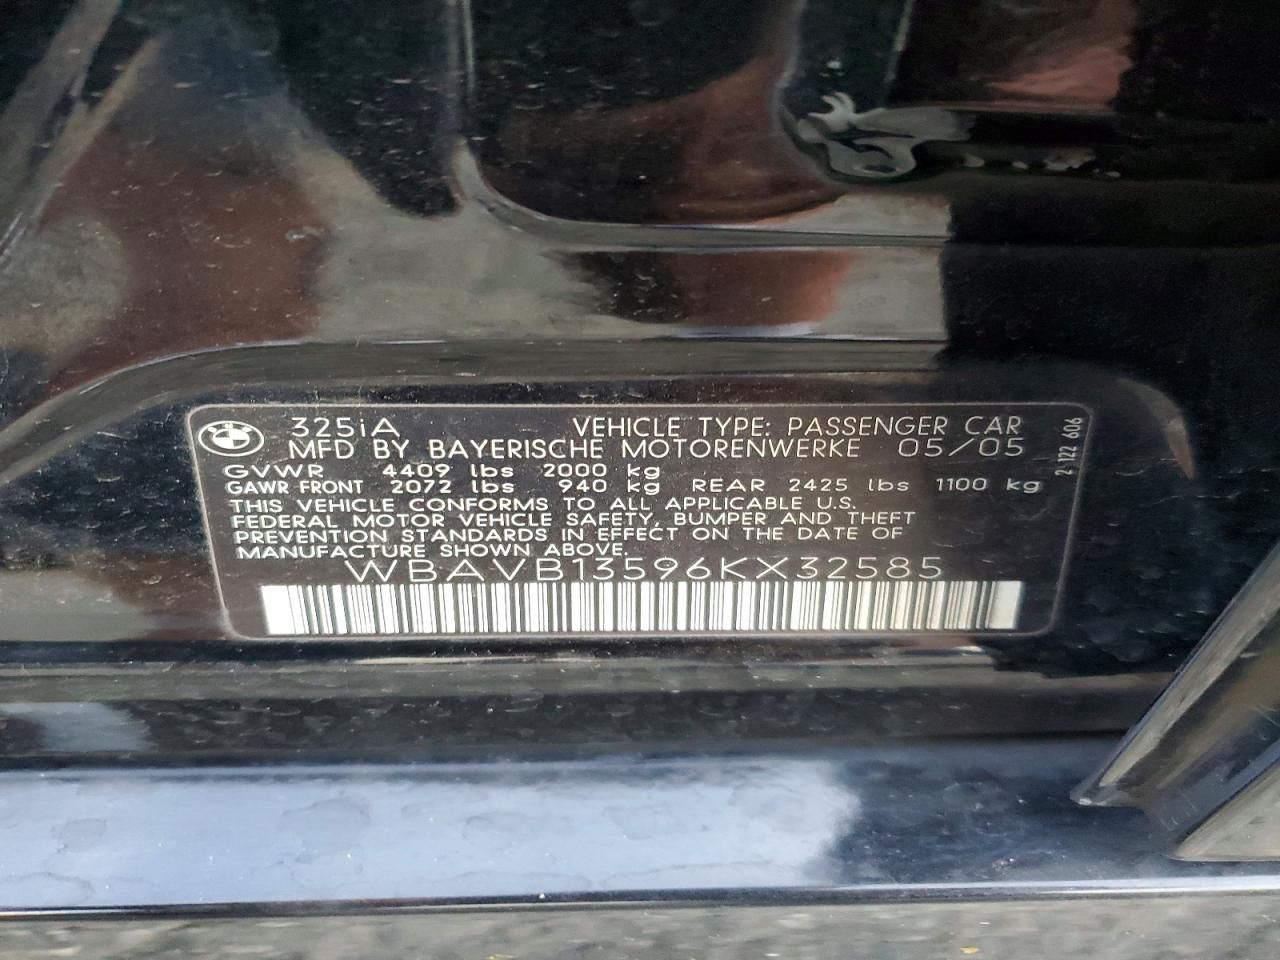 325iA VEHICLE TYPE: PASSENGER CAR
MFD BY BAYERISCHE MOTORENWERKE 05/05
GVWR 4409 lbs 2000 kg
GAWR FRONT 2072 lbs 940 kg REAR 2425 lbs 1100 kg
THIS VEHICLE CONFORMS TO ALL APPLICABLE U.S.
FEDERAL MOTOR VEHICLE SAFETY, BUMPER AND THEFT
PREVENTION STANDARDS IN EFFECT ON THE DATE OF
MANUFACTURE SHOWN ABOVE.
WBAVB13596KX32585
2 122 606